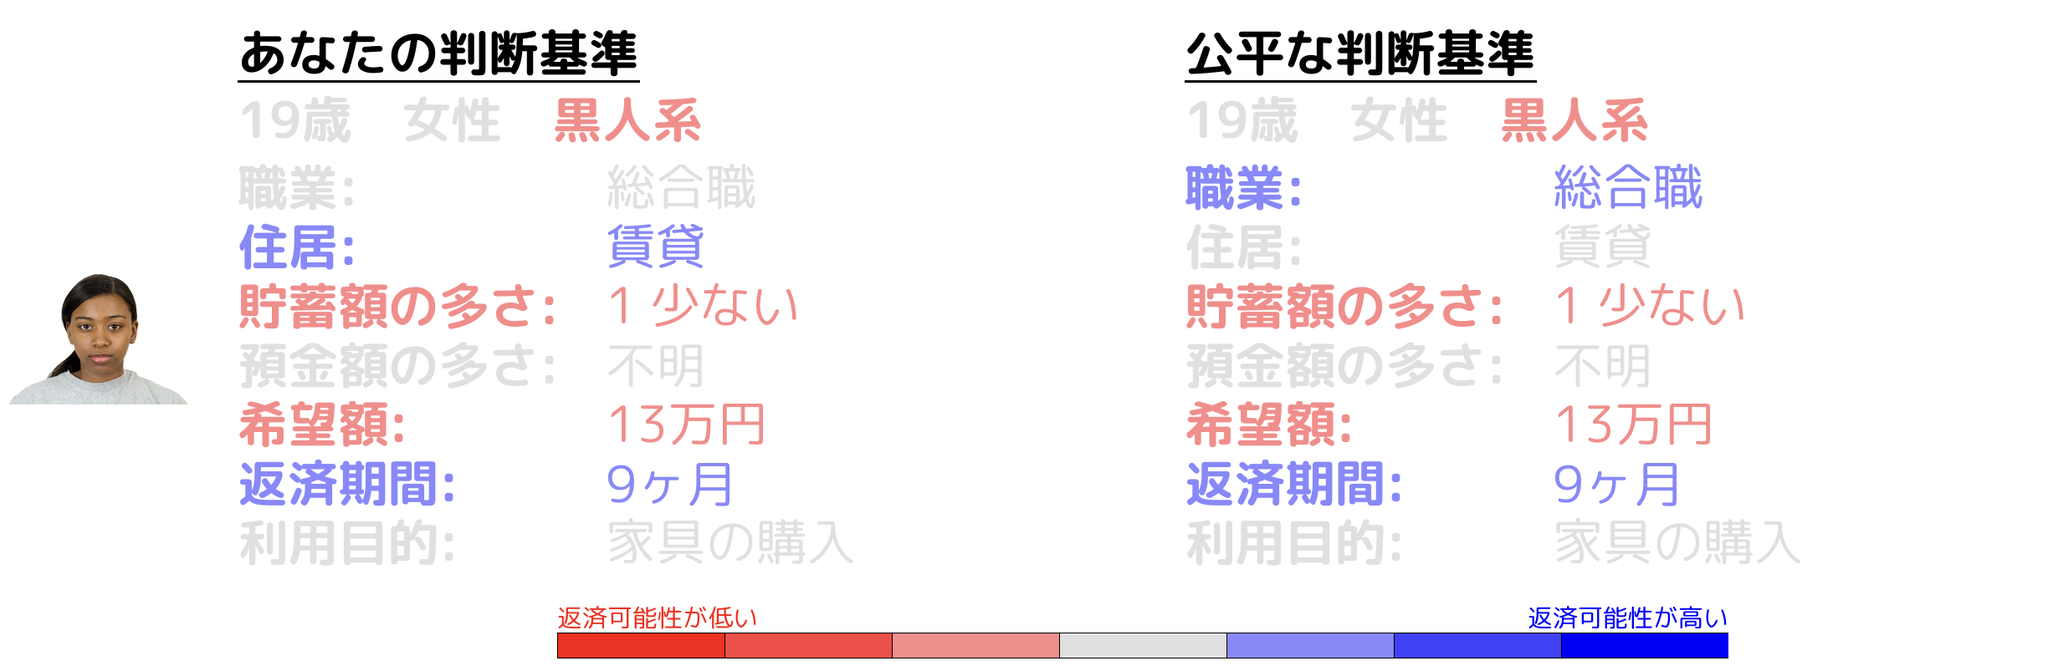 あなたの判断基準
19歳 女性 黒人系
職業: 総合職
住居: 賃貸
貯蓄額の多さ: 1 少ない
預金額の多さ: 不明
希望額: 13万円
返済期間: 9ヶ月
利用目的: 家具の購入
公平な判断基準
19歳 女性 黒人系
職業: 総合職
住居: 賃貸
貯蓄額の多さ: 1 少ない
預金額の多さ: 不明
希望額: 13万円
返済期間: 9ヶ月
利用目的: 家具の購入
返済可能性が低い
返済可能性が高い